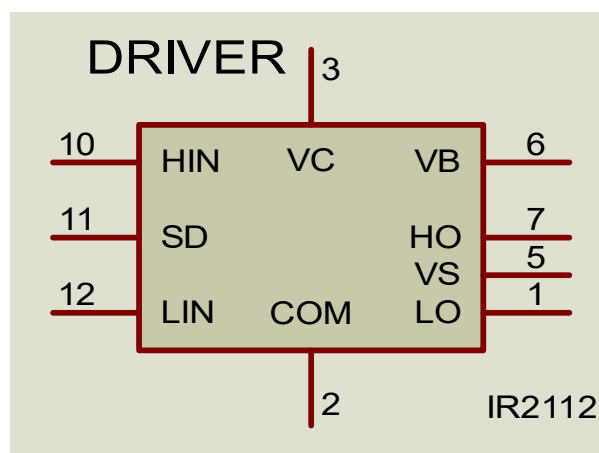 DRIVER
3
10 HIN VC VB 6
11 SD HO 7
VS 5
12 LIN COM LO 1
2
IR2112